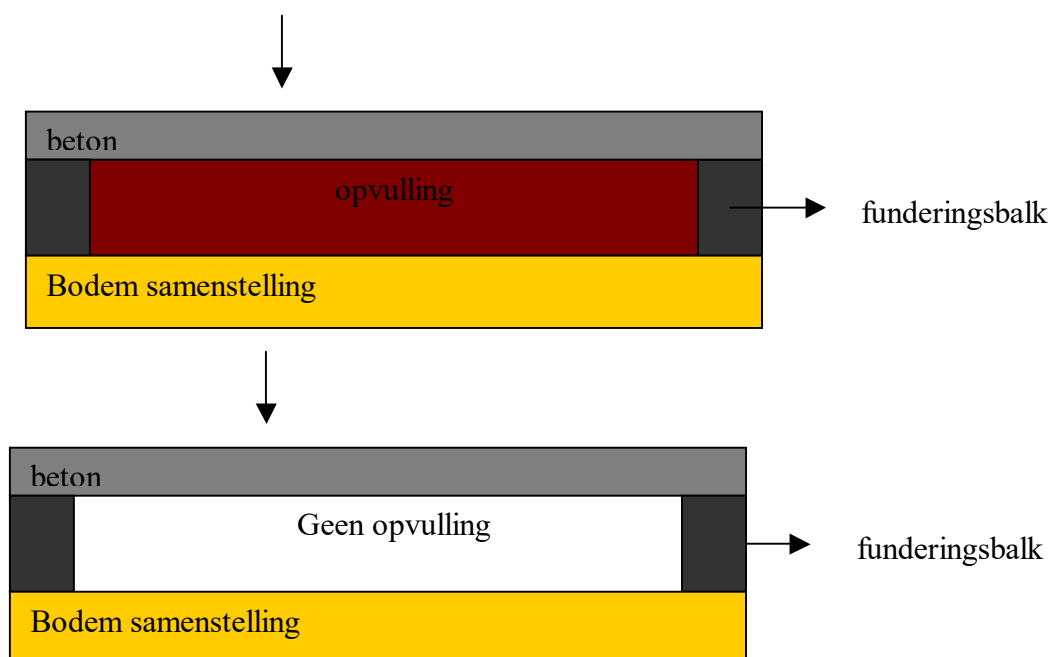 beton
opvulling
funderingsbalk
Bodem samenstelling
beton
Geen opvulling
funderingsbalk
Bodem samenstelling